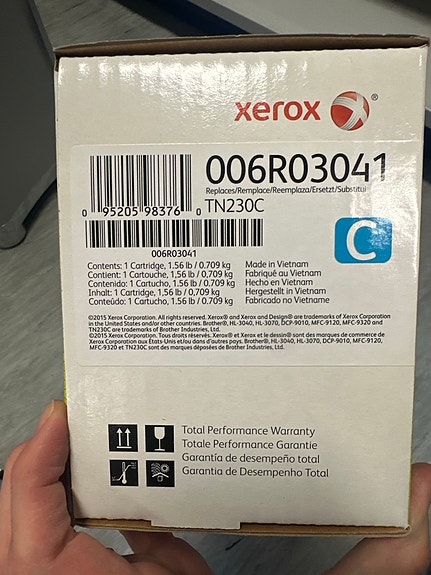 xerox ®
006R03041
Replaces/Remplace/Reemplaza/Ersetzt/Substitui
TN230C
0 95205 98376 0
C
006R03041
Contents: 1 Cartridge, 1.56 lb / 0.709 kg Made in Vietnam
Contient: 1 Cartouche, 1.56 lb / 0.709 kg Fabriqué au Vietnam
Contenido: 1 Cartucho, 1.56 lb / 0.709 kg Hecho en Vietnam
Inhalt: 1 Cartridge, 1.56 lb / 0.709 kg Hergestellt in Vietnam
Conteúdo: 1 Cartucho, 1.56 lb / 0.709 kg Fabricado no Vietname
©2015 Xerox Corporation. All rights reserved. Xerox® and Xerox and Design® are trademarks of Xerox Corporation
in the United States and/or other countries. Brother®, HL-3040, HL-3070, DCP-9010, MFC-9120, MFC-9320 and
TN230C are trademarks of Brother Industries, Ltd.
©2015 Xerox Corporation. Tous droits réservés. Xerox® et Xerox et le dessin® sont des marques de commerce de
Xerox Corporation aux États-Unis et/ou dans d'autres pays. Brother®, HL-3040, HL-3070, DCP-9010, MFC-9120,
MFC-9320 et TN230C sont des marques déposées de Brother Industries, Ltd.
Total Performance Warranty
Totale Performance Garantie
Garantía de desempeño total
Garantia de Desempenho Total